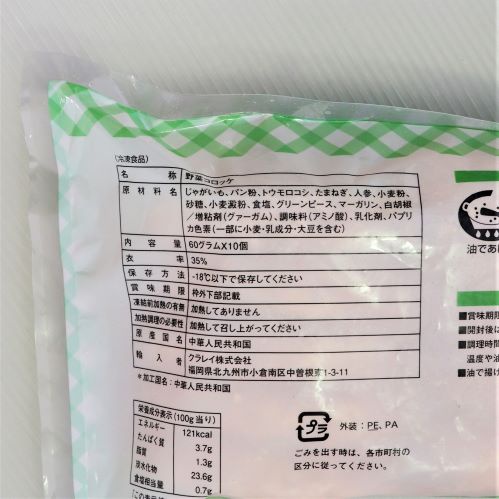 (冷凍食品)
名 称 野菜コロッケ
原材料名 じゃがいも、パン粉、トウモロコシ、たまねぎ、人参、小麦粉、
砂糖、小麦澱粉、食塩、グリーンピース、マーガリン、白胡椒
／増粘剤(グァーガム)、調味料(アミノ酸)、乳化剤、パプリ
カ色素(一部に小麦・乳成分・大豆を含む)
内容量 60グラムX10個
衣率 35%
保存方法 -18℃以下で保存してください
賞味期限 枠外下部記載
凍結前加熱の有無 加熱してありません
加熱調理の必要性 加熱して召し上がってください
原産国名 中華人民共和国
輸入者 クラレイ株式会社
福岡県北九州市小倉南区中曽根東1-3-11
*加工国名:中華人民共和国
栄養成分表示(100g当り)
エネルギー 121kcal
たんぱく質 3.7g
脂質 1.3g
炭水化物 23.6g
食塩相当量 0.7g
プラ
外装:PE、PA
ごみを出す時は、各市町村の
区分に従ってください。
油であ
■賞味期限
■開封後は
■調理時間
温度や油
■油で揚げ